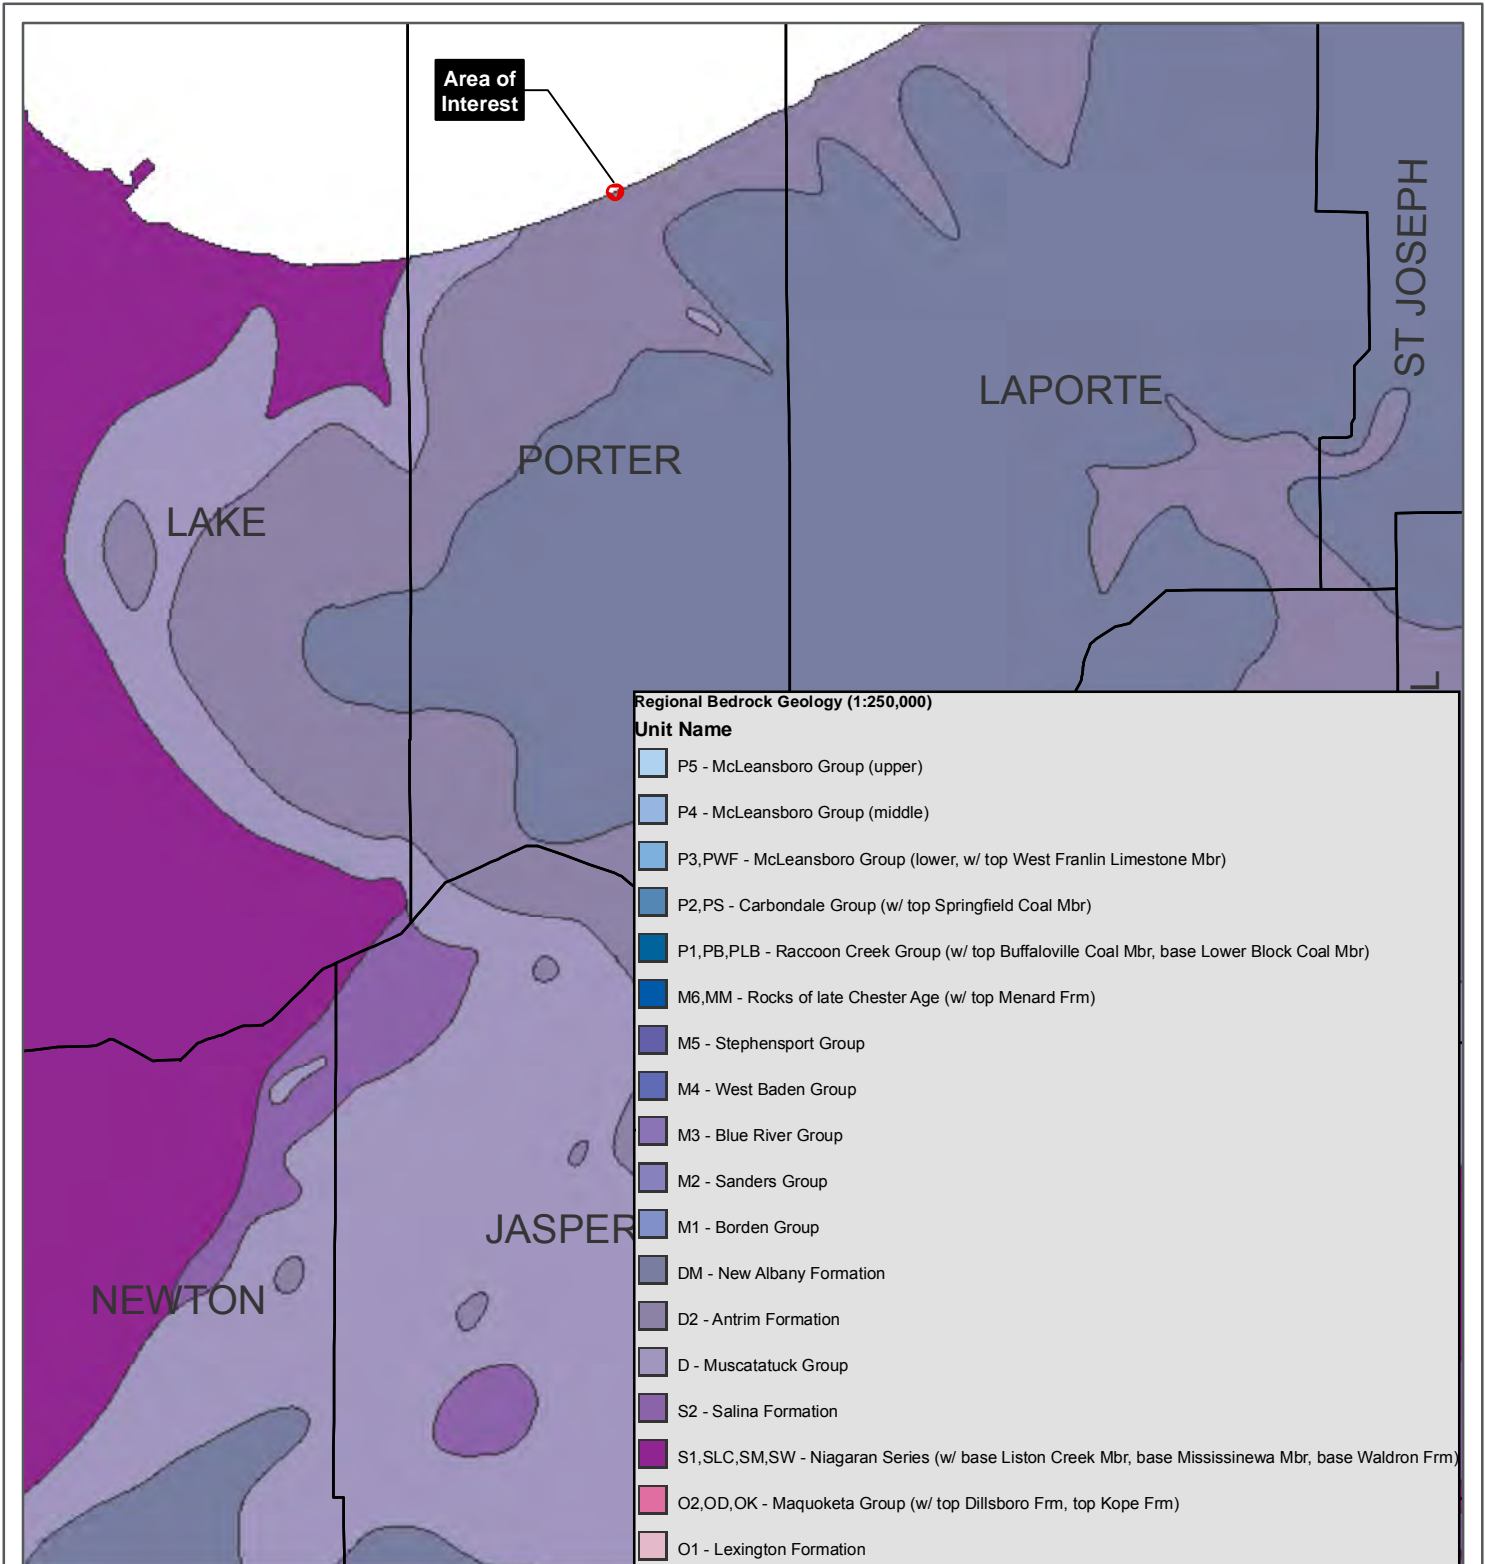 Area of
Interest
ST JOSEPH
LAPORTE
PORTER
LAKE
L
Regional Bedrock Geology (1:250,000)
Unit Name
P5 - McLeansboro Group (upper)
P4 - McLeansboro Group (middle)
P3,PWF - McLeansboro Group (lower, w/ top West Franlin Limestone Mbr)
P2,PS - Carbondale Group (w/ top Springfield Coal Mbr)
P1,PB,PLB - Raccoon Creek Group (w/ top Buffaloville Coal Mbr, base Lower Block Coal Mbr)
M6,MM - Rocks of late Chester Age (w/ top Menard Frm)
M5 - Stephensport Group
M4 - West Baden Group
M3 - Blue River Group
M2 - Sanders Group
M1 - Borden Group
DM - New Albany Formation
D2 - Antrim Formation
D - Muscatatuck Group
S2 - Salina Formation
S1,SLC,SM,SW - Niagaran Series (w/ base Liston Creek Mbr, base Mississinewa Mbr, base Waldron Frm)
O2,OD,OK - Maquoketa Group (w/ top Dillsboro Frm, top Kope Frm)
O1 - Lexington Formation
JASPER
NEWTON